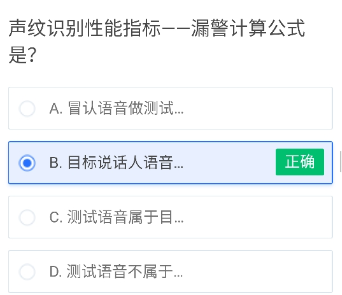 声纹识别性能指标——漏警计算公式
是?
A. 冒认语音做测试...
B. 目标说话人语音... 正确
C. 测试语音属于目...
D. 测试语音不属于...